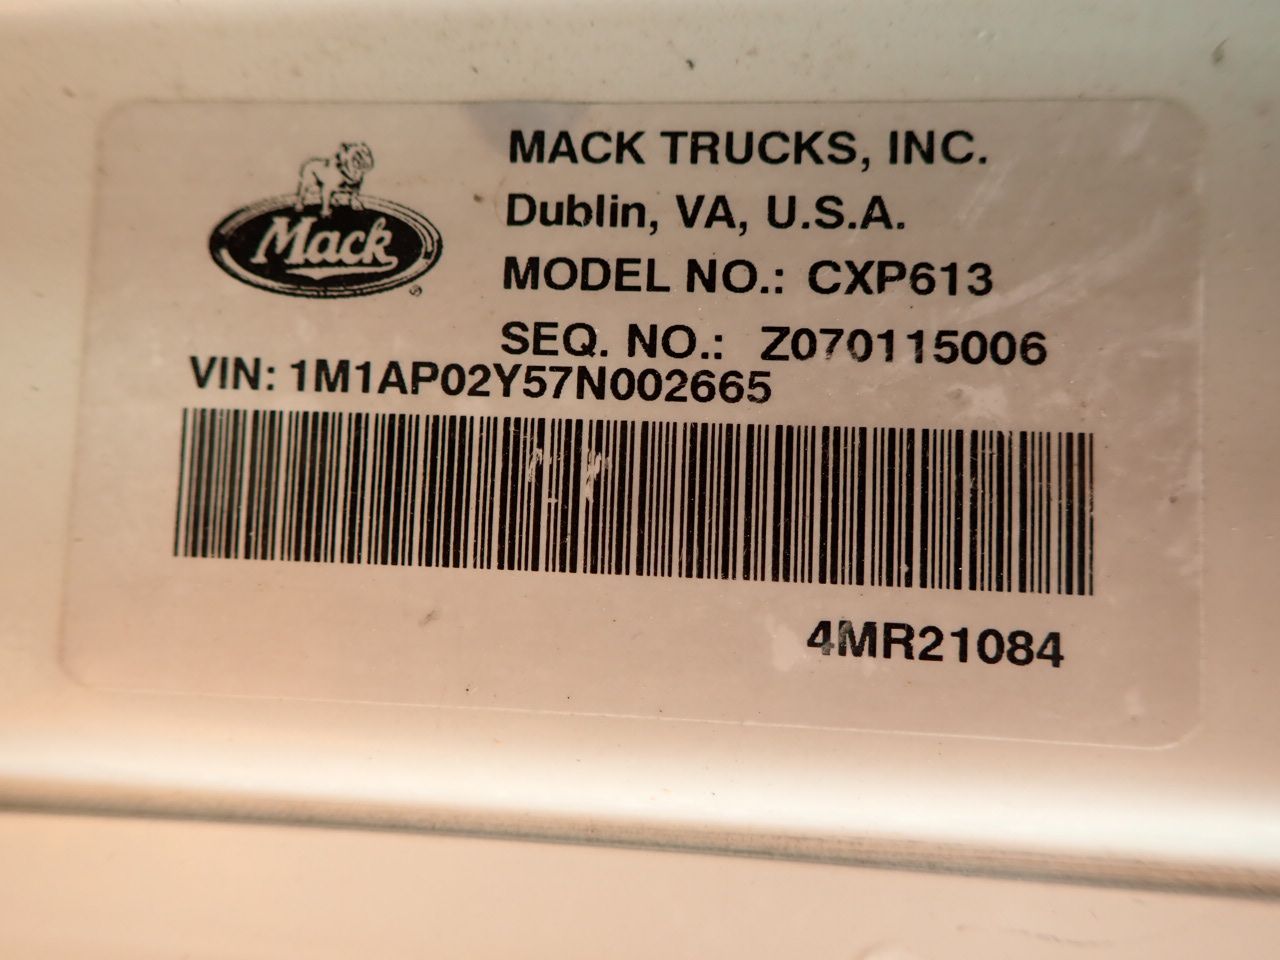 MACK TRUCKS, INC.
Dublin, VA, U.S.A.
Mack
®
MODEL NO.: CXP613
SEQ. NO.: Z070115006
VIN: 1M1AP02Y57N002665
4MR21084